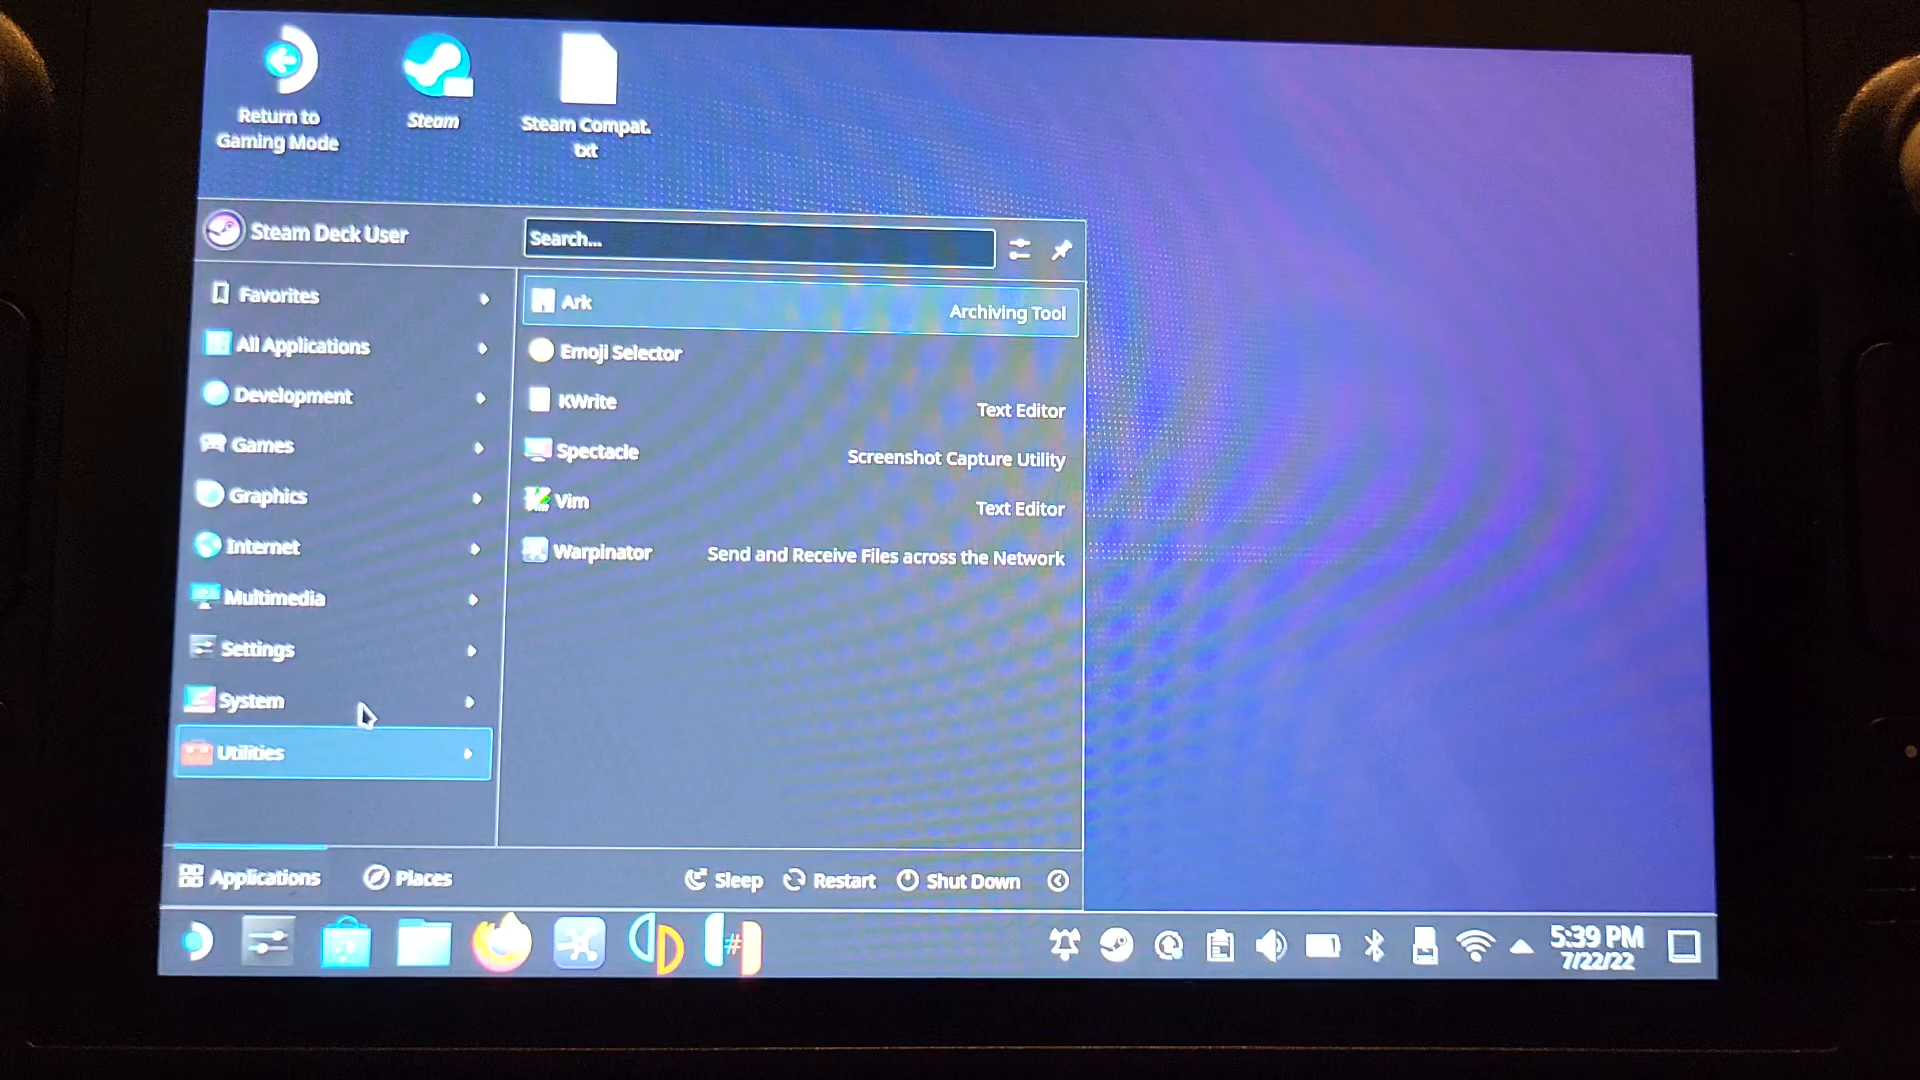 Return to
Gaming Mode
Steam
Steam Compat.
txt
Steam Deck User
Search...
Favorites
All Applications
Development
Games
Graphics
Internet
Multimedia
Settings
System
Utilities
Ark Archiving Tool
Emoji Selector
KWrite Text Editor
Spectacle Screenshot Capture Utility
Vim Text Editor
Warpinator Send and Receive Files across the Network
Applications Places Sleep Restart Shut Down
#
5:39 PM
7/22/22